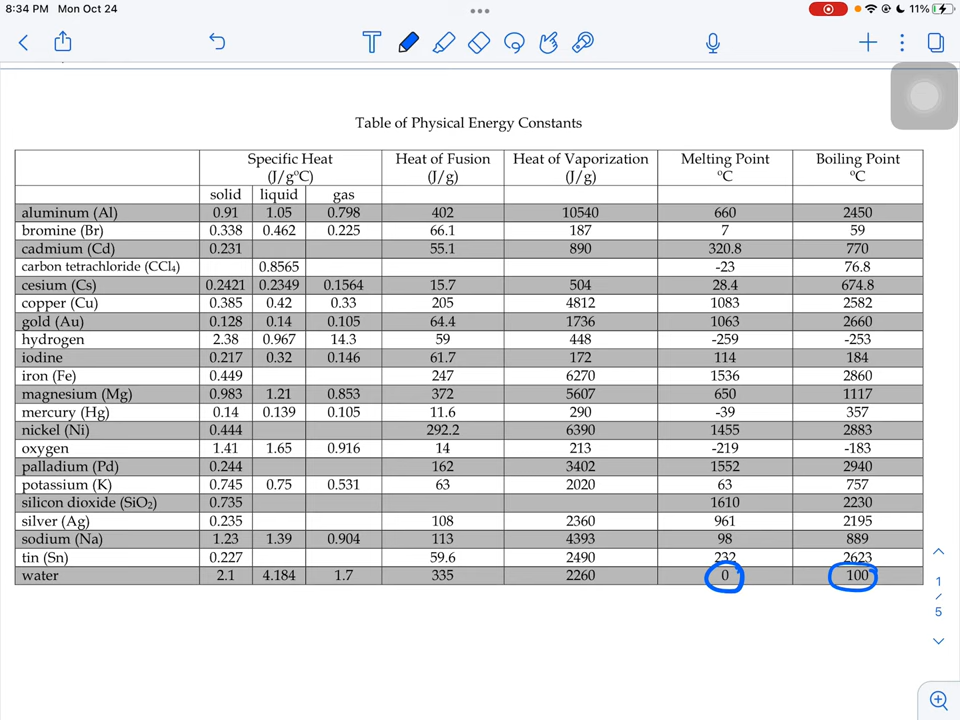 8:34 PM Mon Oct 24 11%
T
Table of Physical Energy Constants
Specific Heat Heat of Fusion Heat of Vaporization Melting Point Boiling Point
(J/gºC) (J/g) (J/g) ºC ºC
solid liquid gas
aluminum (Al) 0.91 1.05 0.798 402 10540 660 2450
bromine (Br) 0.338 0.462 0.225 66.1 187 7 59
cadmium (Cd) 0.231 55.1 890 320.8 770
carbon tetrachloride (CCl₄) 0.8565 -23 76.8
cesium (Cs) 0.2421 0.2349 0.1564 15.7 504 28.4 674.8
copper (Cu) 0.385 0.42 0.33 205 4812 1083 2582
gold (Au) 0.128 0.14 0.105 64.4 1736 1063 2660
hydrogen 2.38 0.967 14.3 59 448 -259 -253
iodine 0.217 0.32 0.146 61.7 172 114 184
iron (Fe) 0.449 247 6270 1536 2860
magnesium (Mg) 0.983 1.21 0.853 372 5607 650 1117
mercury (Hg) 0.14 0.139 0.105 11.6 290 -39 357
nickel (Ni) 0.444 292.2 6390 1455 2883
oxygen 1.41 1.65 0.916 14 213 -219 -183
palladium (Pd) 0.244 162 3402 1552 2940
potassium (K) 0.745 0.75 0.531 63 2020 63 757
silicon dioxide (SiO₂) 0.735 1610 2230
silver (Ag) 0.235 108 2360 961 2195
sodium (Na) 1.23 1.39 0.904 113 4393 98 889
tin (Sn) 0.227 59.6 2490 232 2623
water 2.1 4.184 1.7 335 2260 0 100
1
/
5